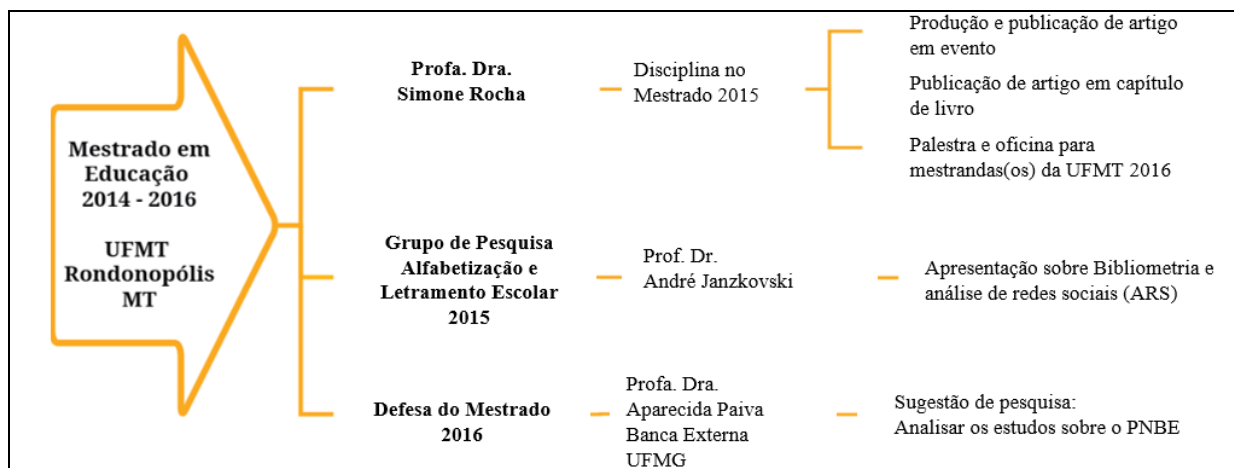 Mestrado em
Educação
2014 - 2016
UFMT
Rondonopólis
MT
Profa. Dra.
Simone Rocha
Disciplina no
Mestrado 2015
Produção e publicação de artigo
em evento
Publicação de artigo em capítulo
de livro
Palestra e oficina para
mestrandas(os) da UFMT 2016
Grupo de Pesquisa
Alfabetização e
Letramento Escolar
2015
Prof. Dr.
André Janzkovski
Apresentação sobre Bibliometria e
análise de redes sociais (ARS)
Defesa do Mestrado
2016
Profa. Dra.
Aparecida Paiva
Banca Externa
UFMG
Sugestão de pesquisa:
Analisar os estudos sobre o PNBE